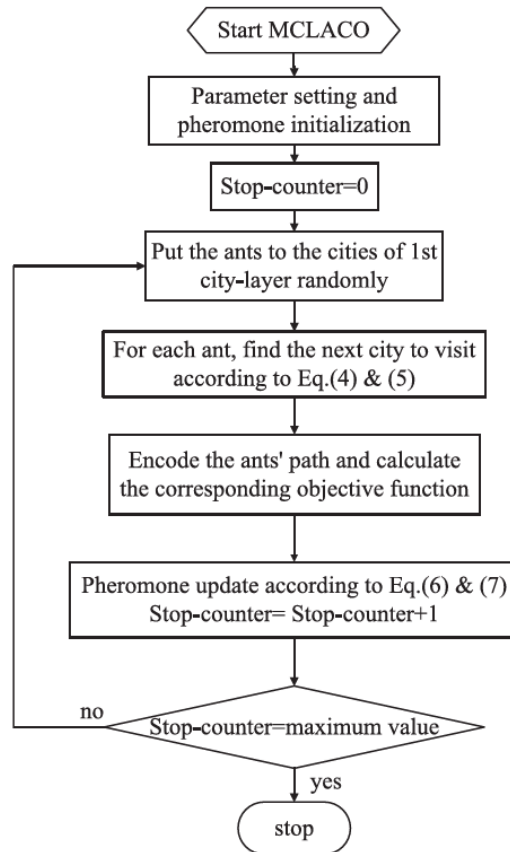 Start MCLACO
Parameter setting and
pheromone initialization
Stop-counter=0
Put the ants to the cities of 1st
city-layer randomly
For each ant, find the next city to visit
according to Eq.(4) & (5)
Encode the ants' path and calculate
the corresponding objective function
Pheromone update according to Eq.(6) & (7)
Stop-counter= Stop-counter+1
no
Stop-counter=maximum value
yes
stop